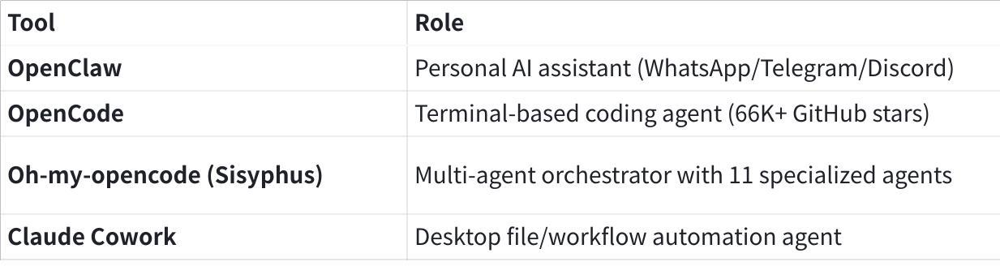 Tool Role
OpenClaw Personal AI assistant (WhatsApp/Telegram/Discord)
OpenCode Terminal-based coding agent (66K+ GitHub stars)
Oh-my-opencode (Sisyphus) Multi-agent orchestrator with 11 specialized agents
Claude Cowork Desktop file/workflow automation agent